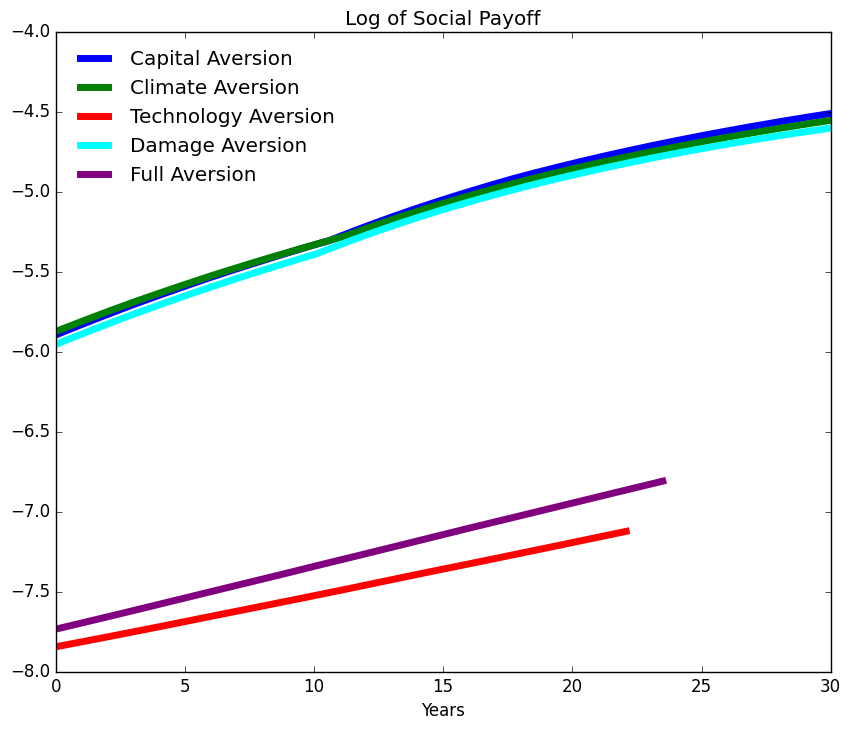 Log of Social Payoff
−4.0
−4.5
−5.0
−5.5
−6.0
−6.5
−7.0
−7.5
−8.0
Capital Aversion
Climate Aversion
Technology Aversion
Damage Aversion
Full Aversion
0 5 10 15 20 25 30
Years